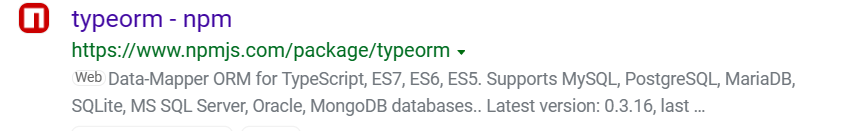 typeorm - npm
https://www.npmjs.com/package/typeorm
Web Data-Mapper ORM for TypeScript, ES7, ES6, ES5. Supports MySQL, PostgreSQL, MariaDB,
SQLite, MS SQL Server, Oracle, MongoDB databases.. Latest version: 0.3.16, last ...